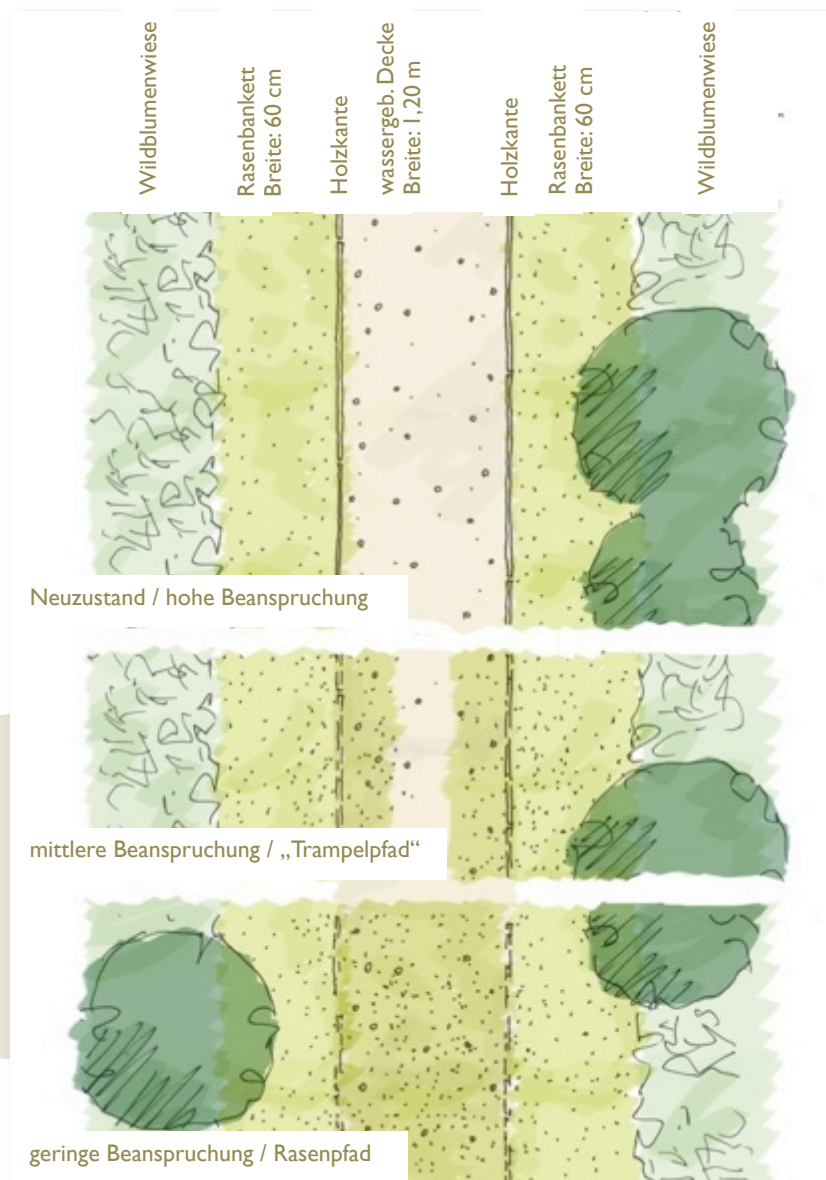 Wildblumenwiese
Rasenbankett
Breite: 60 cm
Holzkante
wassergeb. Decke
Breite: 1,20 m
Holzkante
Rasenbankett
Breite: 60 cm
Wildblumenwiese
Neuzustand / hohe Beanspruchung
mittlere Beanspruchung / „Trampelpfad“
geringe Beanspruchung / Rasenpfad